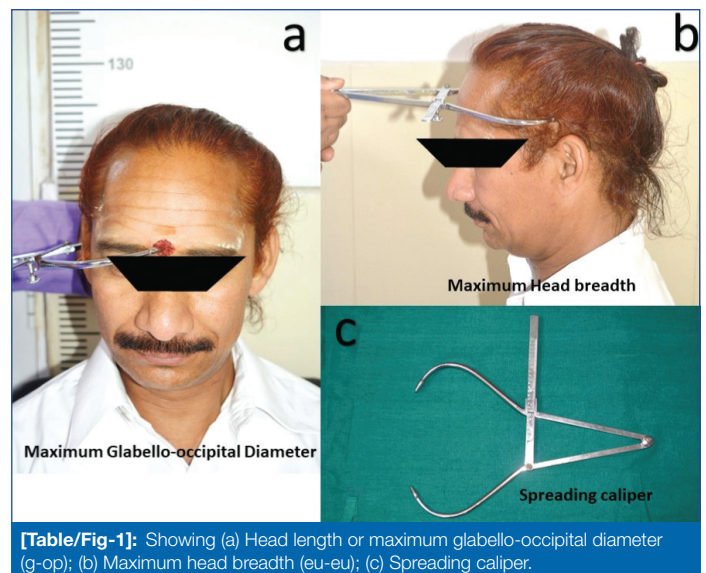 a
130
Maximum Glabello-occipital Diameter
b
Maximum Head breadth
c
Spreading caliper
[Table/Fig-1]: Showing (a) Head length or maximum glabello-occipital diameter
(g-op); (b) Maximum head breadth (eu-eu); (c) Spreading caliper.